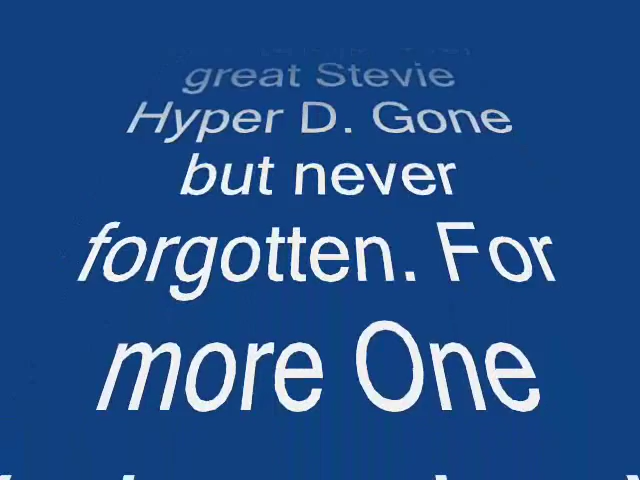 great Stevie
Hyper D. Gone
but never
forgotten. For
more One